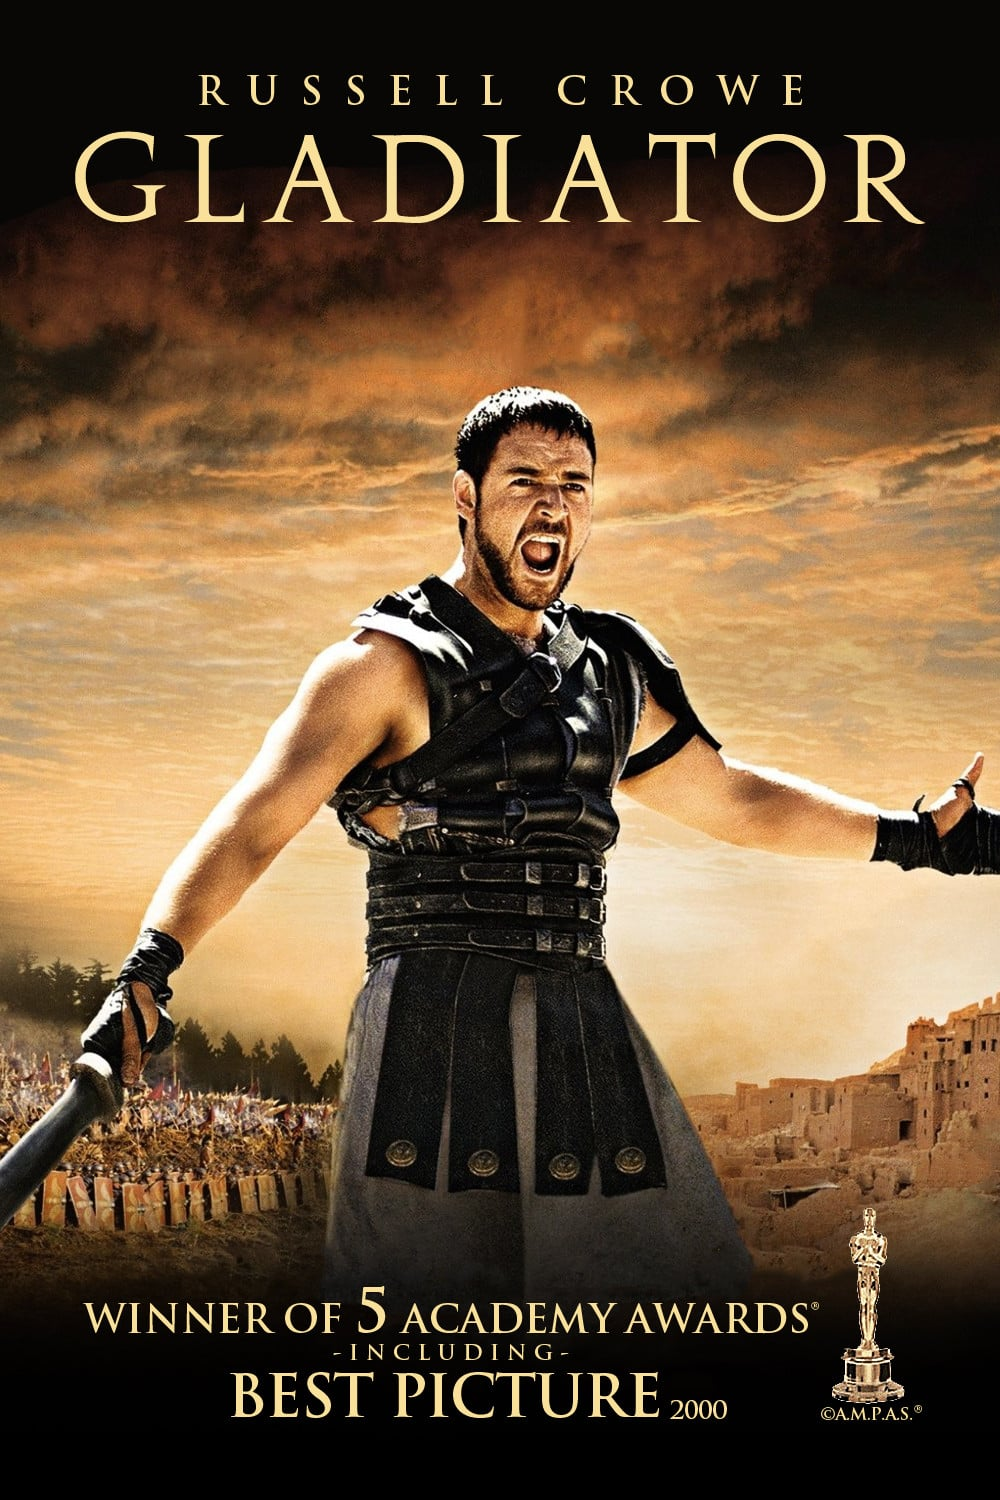 RUSSELL CROWE
GLADIATOR
WINNER OF 5 ACADEMY AWARDS®
-INCLUDING-
BEST PICTURE 2000
©A.M.P.A.S.®